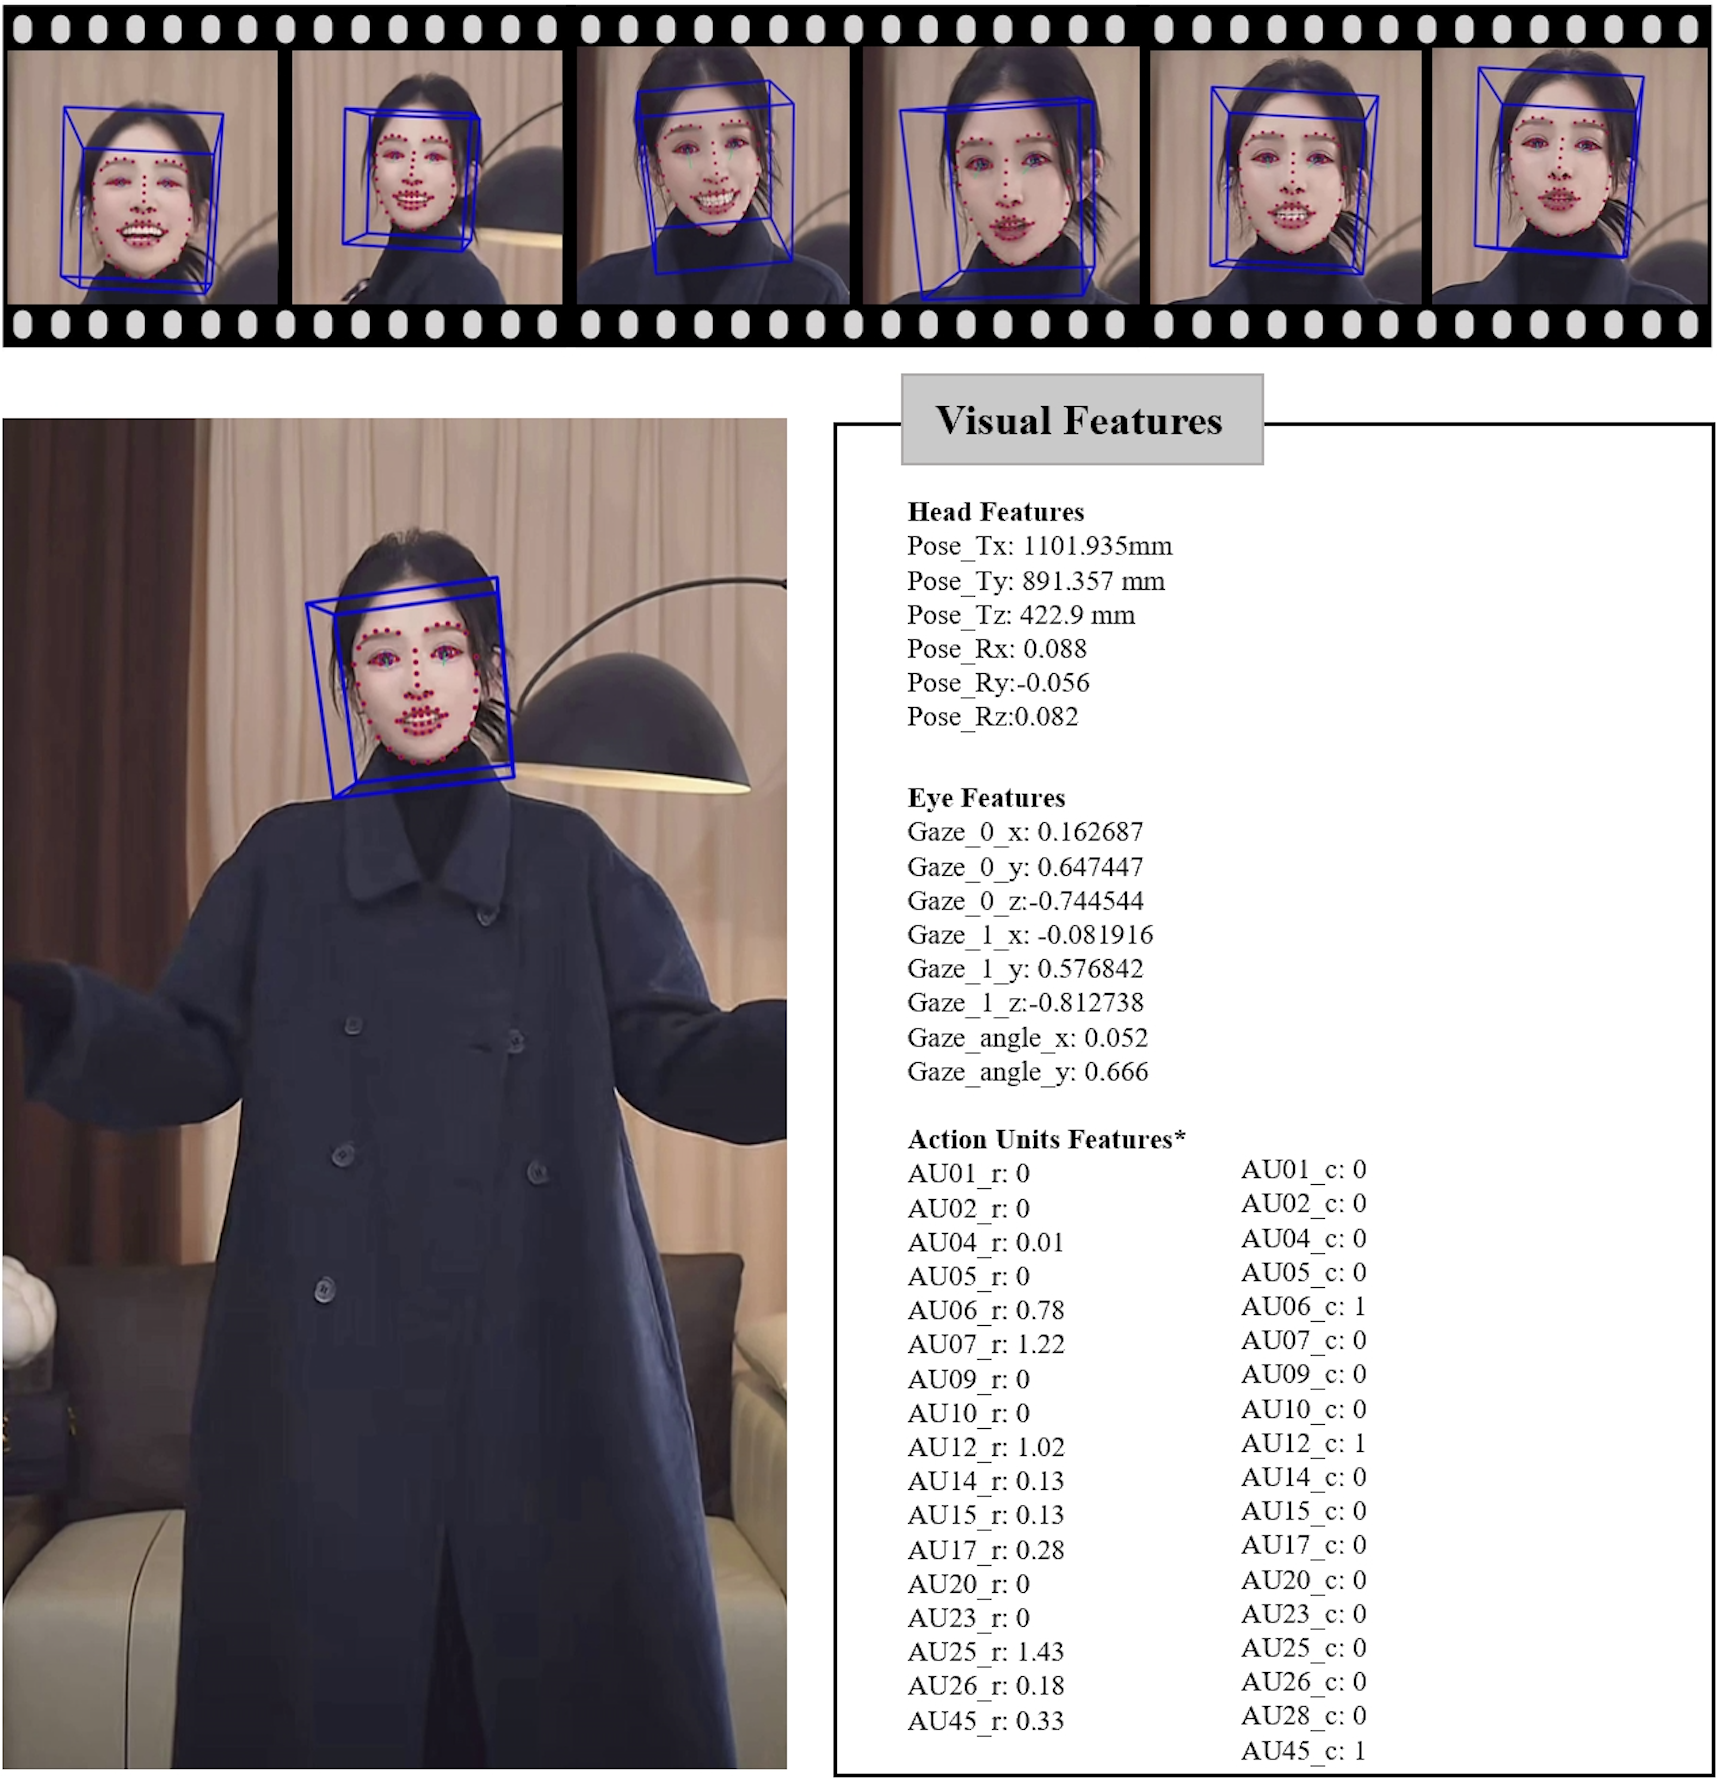 Visual Features
Head Features
Pose_Tx: 1101.935mm
Pose_Ty: 891.357 mm
Pose_Tz: 422.9 mm
Pose_Rx: 0.088
Pose_Ry:-0.056
Pose_Rz:0.082
Eye Features
Gaze_0_x: 0.162687
Gaze_0_y: 0.647447
Gaze_0_z:-0.744544
Gaze_1_x: -0.081916
Gaze_1_y: 0.576842
Gaze_1_z:-0.812738
Gaze_angle_x: 0.052
Gaze_angle_y: 0.666
Action Units Features*
AU01_r: 0
AU02_r: 0
AU04_r: 0.01
AU05_r: 0
AU06_r: 0.78
AU07_r: 1.22
AU09_r: 0
AU10_r: 0
AU12_r: 1.02
AU14_r: 0.13
AU15_r: 0.13
AU17_r: 0.28
AU20_r: 0
AU23_r: 0
AU25_r: 1.43
AU26_r: 0.18
AU45_r: 0.33
AU01_c: 0
AU02_c: 0
AU04_c: 0
AU05_c: 0
AU06_c: 1
AU07_c: 0
AU09_c: 0
AU10_c: 0
AU12_c: 1
AU14_c: 0
AU15_c: 0
AU17_c: 0
AU20_c: 0
AU23_c: 0
AU25_c: 0
AU26_c: 0
AU28_c: 0
AU45_c: 1